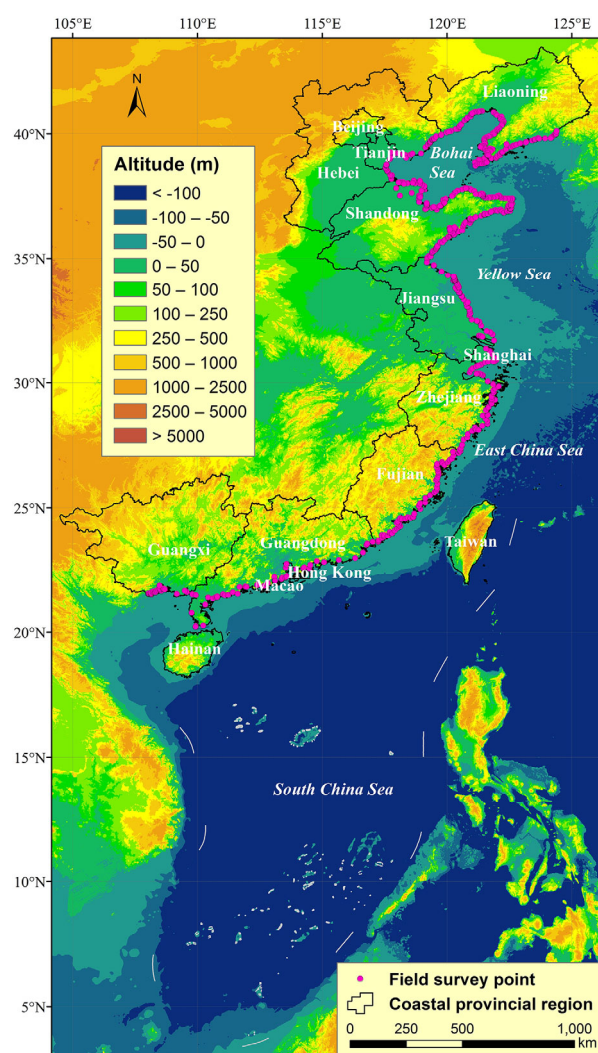 105°E 110°E 115°E 120°E 125°E
N
40°N
35°N
30°N
25°N
20°N
15°N
10°N
5°N
Altitude (m)
< -100
-100 – -50
-50 – 0
0 – 50
50 – 100
100 – 250
250 – 500
500 – 1000
1000 – 2500
2500 – 5000
> 5000
Liaoning
Beijing
Tianjin
Bohai
Sea
Hebei
Shandong
Yellow Sea
Jiangsu
Shanghai
Zhejiang
East China Sea
Fujian
Taiwan
Guangxi
Guangdong
Hong Kong
Macao
Hainan
South China Sea
Field survey point
Coastal provincial region
0 250 500 1,000
km